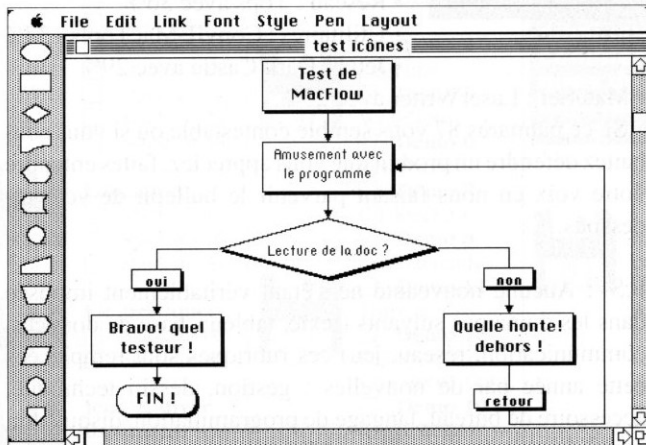 File Edit Link Font Style Pen Layout
test icônes
Test de
MacFlow
Amusement avec
le programme
Lecture de la doc ?
oui
non
Bravo! quel
testeur !
Quelle honte!
dehors !
FIN !
retour